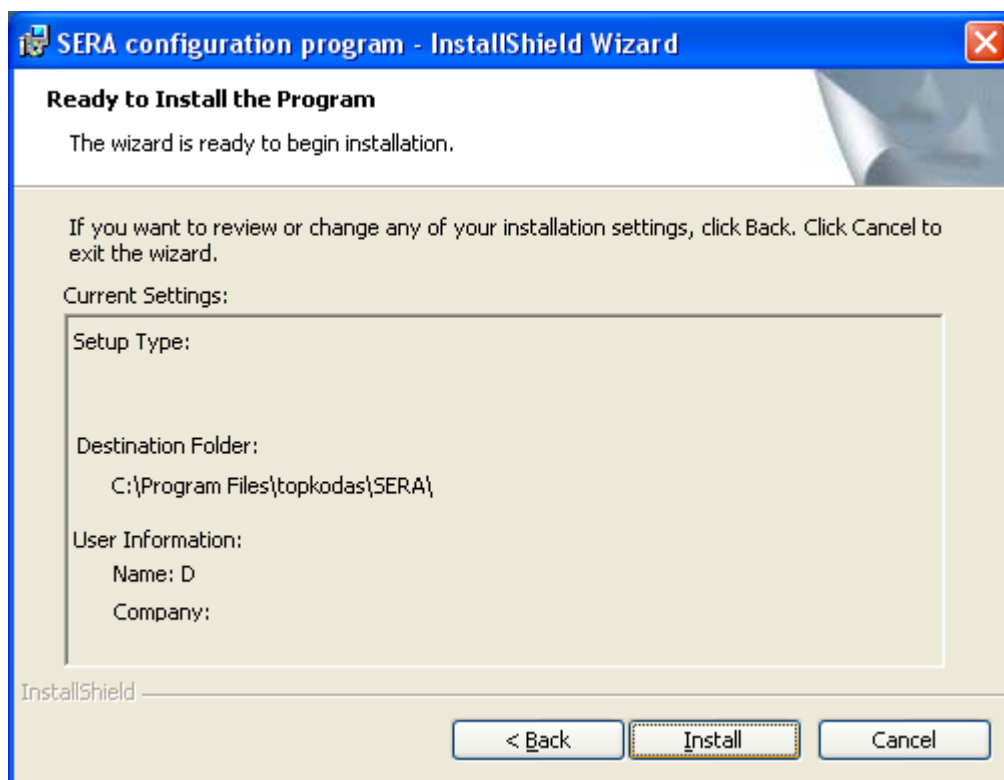 SERA configuration program - InstallShield Wizard
Ready to Install the Program
The wizard is ready to begin installation.
If you want to review or change any of your installation settings, click Back. Click Cancel to
exit the wizard.
Current Settings:
Setup Type:
Destination Folder:
C:\Program Files\topkodas\SERA\
User Information:
Name: D
Company:
InstallShield
< Back
Install
Cancel